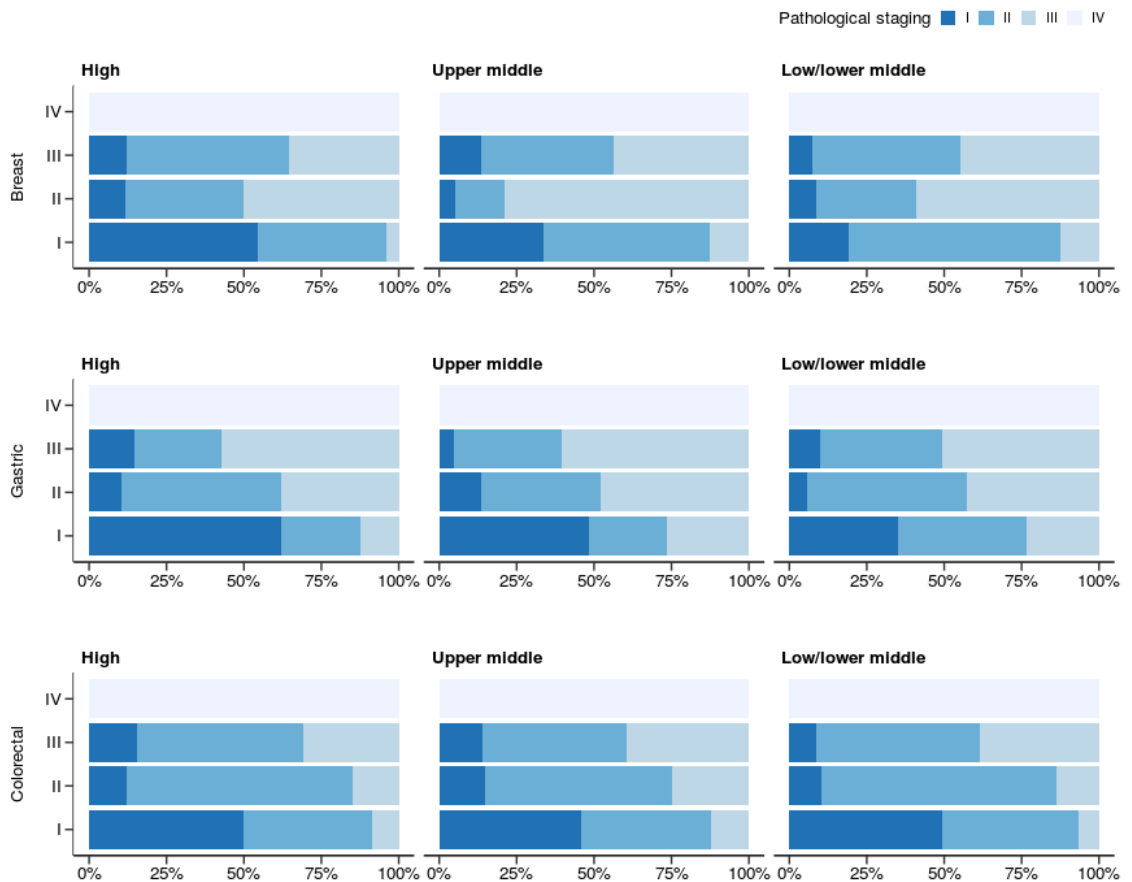 Pathological staging I II III IV
High Upper middle Low/lower middle
Breast
IV
III
II
I
0% 25% 50% 75% 100% 0% 25% 50% 75% 100% 0% 25% 50% 75% 100%
High Upper middle Low/lower middle
Gastric
IV
III
II
I
0% 25% 50% 75% 100% 0% 25% 50% 75% 100% 0% 25% 50% 75% 100%
High Upper middle Low/lower middle
Colorectal
IV
III
II
I
0% 25% 50% 75% 100% 0% 25% 50% 75% 100% 0% 25% 50% 75% 100%